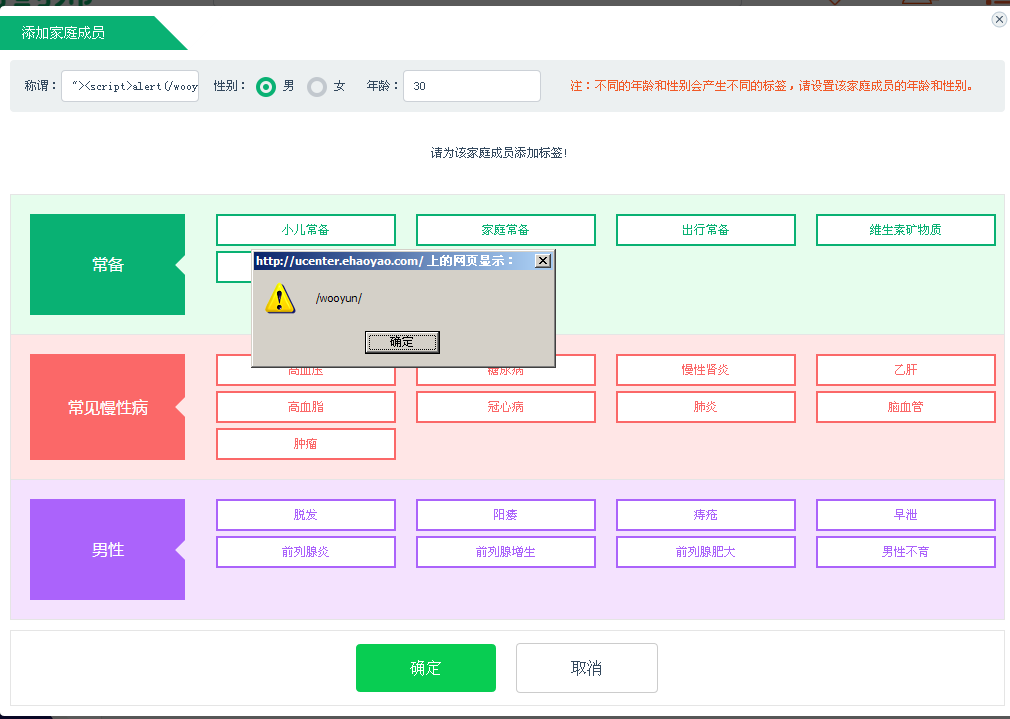 添加家庭成员
称谓： "><script>alert(/wooy 性别： 男 女 年龄： 30 注：不同的年龄和性别会产生不同的标签，请设置该家庭成员的年龄和性别。
请为该家庭成员添加标签!
常备
小儿常备 家庭常备 出行常备 维生素矿物质
http://ucenter.ehaoyao.com/ 上的网页显示：
/wooyun/
确定
常见慢性病
高血压 糖尿病 慢性肾炎 乙肝
高血脂 冠心病 肺炎 脑血管
肿瘤
男性
脱发 阳痿 痔疮 早泄
前列腺炎 前列腺增生 前列腺肥大 男性不育
确定 取消